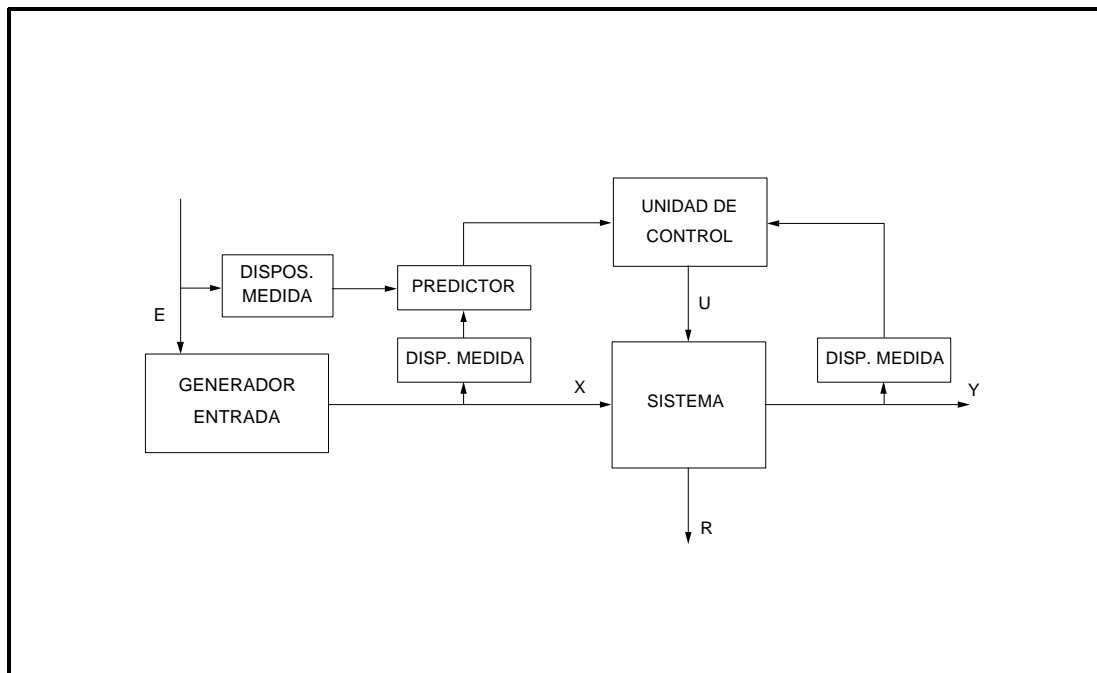 UNIDAD DE
CONTROL
DISPOS.
MEDIDA
PREDICTOR
E
U
DISP. MEDIDA
DISP. MEDIDA
GENERADOR
ENTRADA
X
SISTEMA
Y
R